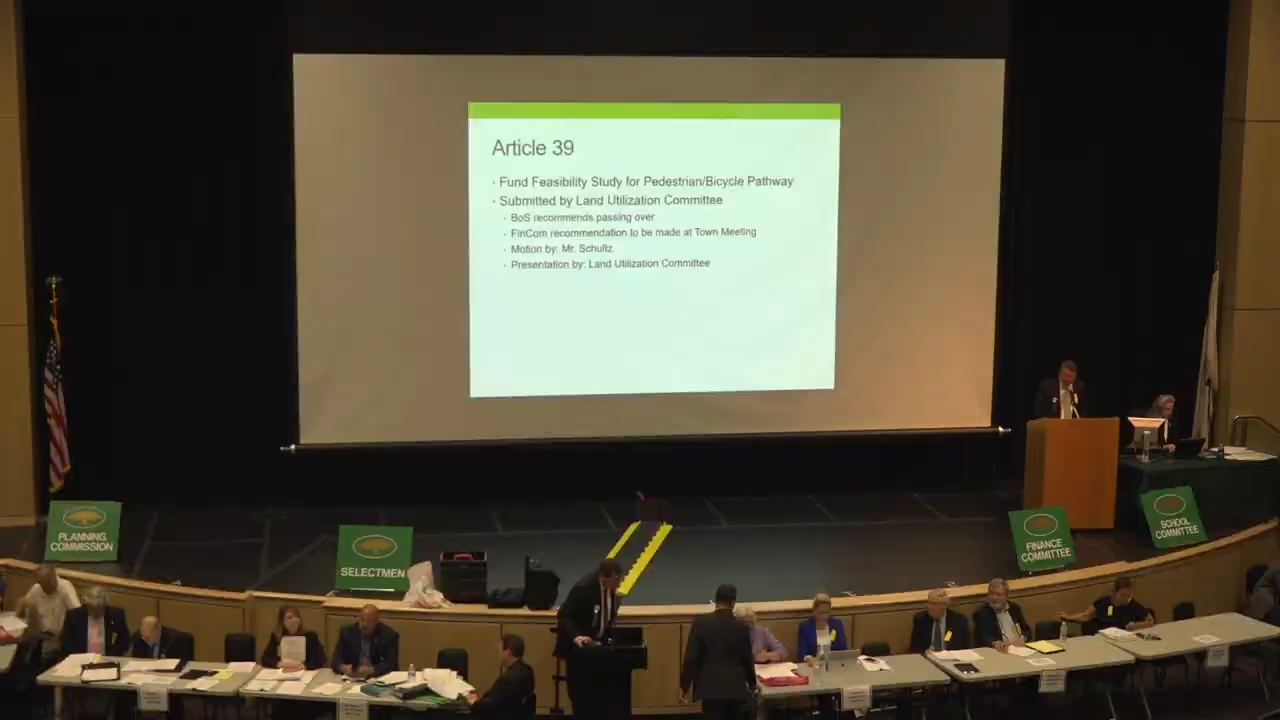 Article 39
· Fund Feasibility Study for Pedestrian/Bicycle Pathway
· Submitted by Land Utilization Committee
· BoS recommends passing over
· FinCom recommendation to be made at Town Meeting
· Motion by: Mr. Schultz
· Presentation by: Land Utilization Committee
PLANNING
COMMISSION
SELECTMEN
FINANCE
COMMITTEE
SCHOOL
COMMITTEE